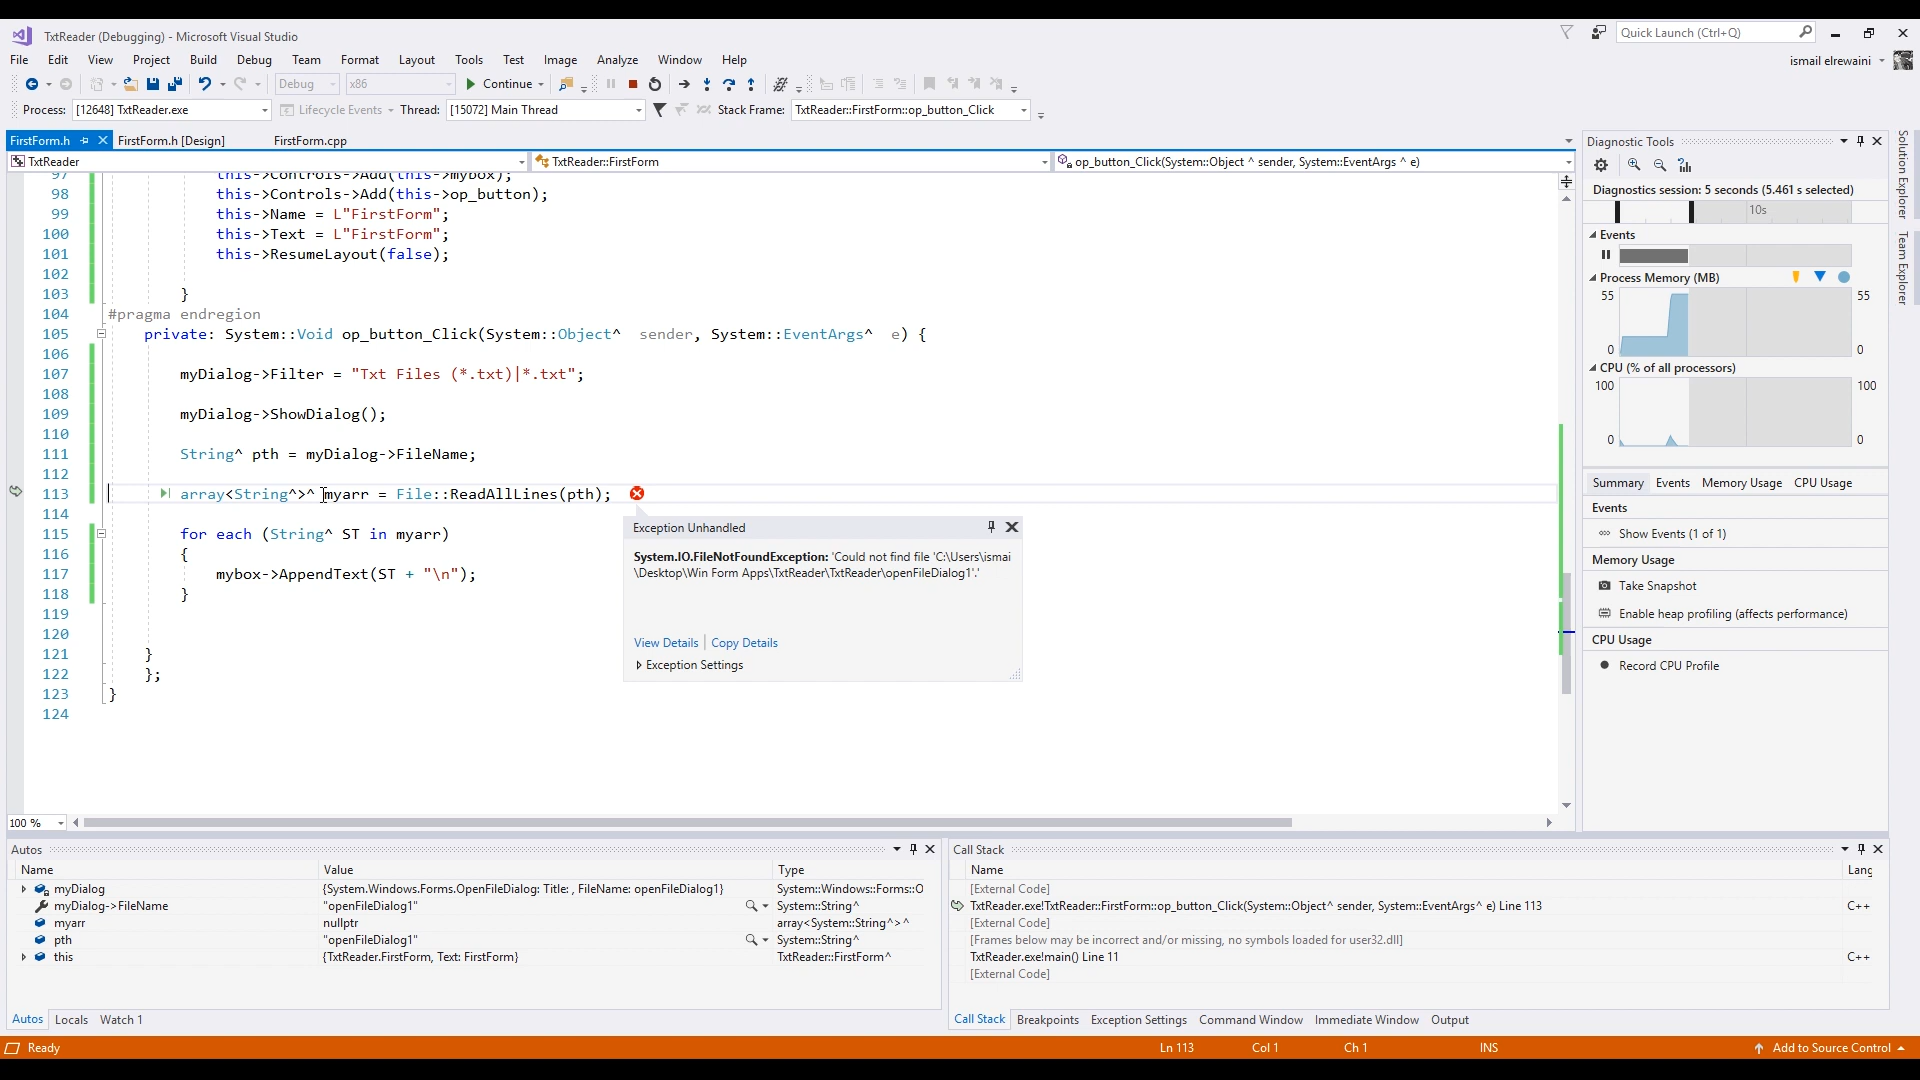 TxtReader (Debugging) - Microsoft Visual Studio
Quick Launch (Ctrl+Q)
File Edit View Project Build Debug Team Format Layout Tools Test Image Analyze Window Help
ismail elrewaini
Debug x86 Continue
Process: [12648] TxtReader.exe Lifecycle Events Thread: [15072] Main Thread Stack Frame: TxtReader::FirstForm::op_button_Click
FirstForm.h FirstForm.h [Design] FirstForm.cpp
TxtReader TxtReader::FirstForm op_button_Click(System::Object ^ sender, System::EventArgs ^ e)
97 this->Controls->Add(this->mybox);
98 this->Controls->Add(this->op_button);
99 this->Name = L"FirstForm";
100 this->Text = L"FirstForm";
101 this->ResumeLayout(false);
102
103 }
104 #pragma endregion
105 private: System::Void op_button_Click(System::Object^ sender, System::EventArgs^ e) {
106
107 myDialog->Filter = "Txt Files (*.txt)|*.txt";
108
109 myDialog->ShowDialog();
110
111 String^ pth = myDialog->FileName;
112
113 array<String^>^ myarr = File::ReadAllLines(pth);
114
115 for each (String^ ST in myarr)
116 {
117 mybox->AppendText(ST + "\n");
118 }
119
120
121 }
122 };
123 }
124
Exception Unhandled
System.IO.FileNotFoundException: 'Could not find file 'C:\Users\ismai
\Desktop\Win Form Apps\TxtReader\TxtReader\openFileDialog1'.'
View Details | Copy Details
Exception Settings
100 %
Diagnostic Tools
Diagnostics session: 5 seconds (5.461 s selected)
10s
Events
Process Memory (MB)
55 55
0 0
CPU (% of all processors)
100 100
0 0
Summary Events Memory Usage CPU Usage
Events
Show Events (1 of 1)
Memory Usage
Take Snapshot
Enable heap profiling (affects performance)
CPU Usage
Record CPU Profile
Solution Explorer
Team Explorer
Autos
Name Value Type
myDialog {System.Windows.Forms.OpenFileDialog: Title: , FileName: openFileDialog1} System::Windows::Forms::O
myDialog->FileName "openFileDialog1" System::String^
myarr nullptr array<System::String^>^
pth "openFileDialog1" System::String^
this {TxtReader.FirstForm, Text: FirstForm} TxtReader::FirstForm^
Autos Locals Watch 1
Call Stack
Name Lang
[External Code]
TxtReader.exe!TxtReader::FirstForm::op_button_Click(System::Object^ sender, System::EventArgs^ e) Line 113 C++
[External Code]
[Frames below may be incorrect and/or missing, no symbols loaded for user32.dll]
TxtReader.exe!main() Line 11 C++
[External Code]
Call Stack Breakpoints Exception Settings Command Window Immediate Window Output
Ready Ln 113 Col 1 Ch 1 INS Add to Source Control